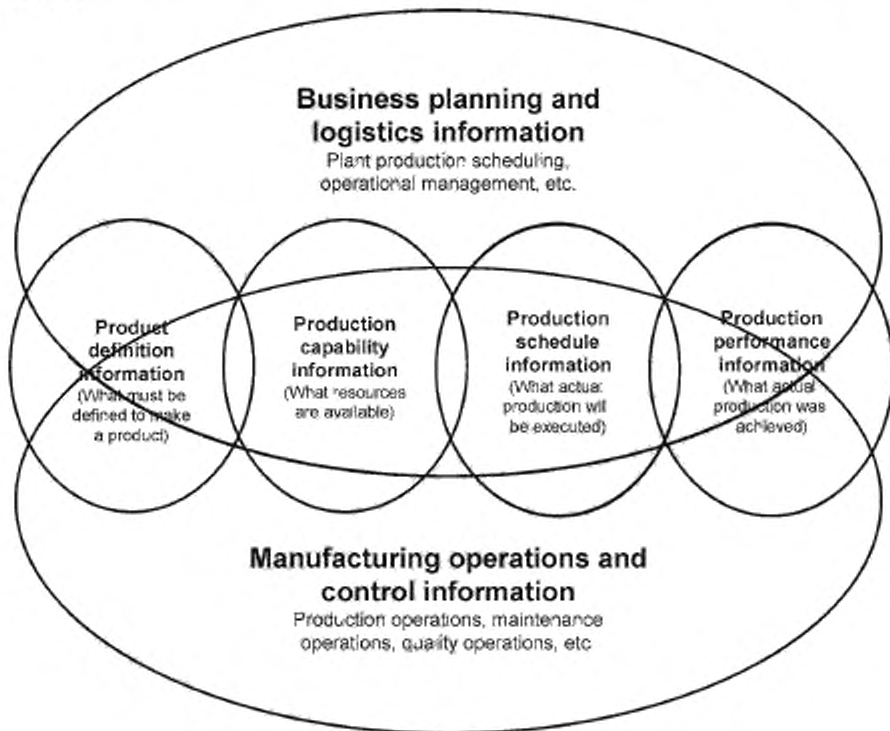 Business planning and
logistics information
Plant production scheduling,
operational management, etc.
Product
definition
information
(What must be
defined to make
a product)
Production
capability
information
(What resources
are available)
Production
schedule
information
(What actual
production will
be executed)
Production
performance
information
(What actual
production was
achieved)
Manufacturing operations and
control information
Production operations, maintenance
operations, quality operations, etc